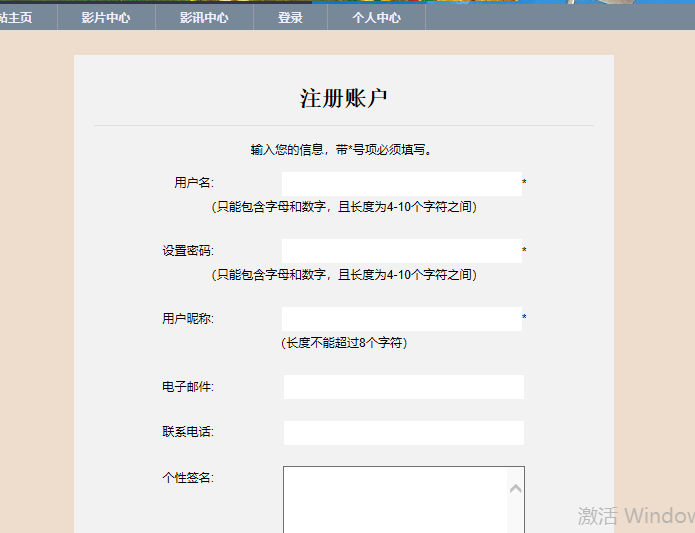 站主页 影片中心 影讯中心 登录 个人中心
注册账户
输入您的信息，带*号项必须填写。
用户名: *
（只能包含字母和数字，且长度为4-10个字符之间）
设置密码: *
（只能包含字母和数字，且长度为4-10个字符之间）
用户昵称: *
（长度不能超过8个字符）
电子邮件:
联系电话:
个性签名:
激活 Window